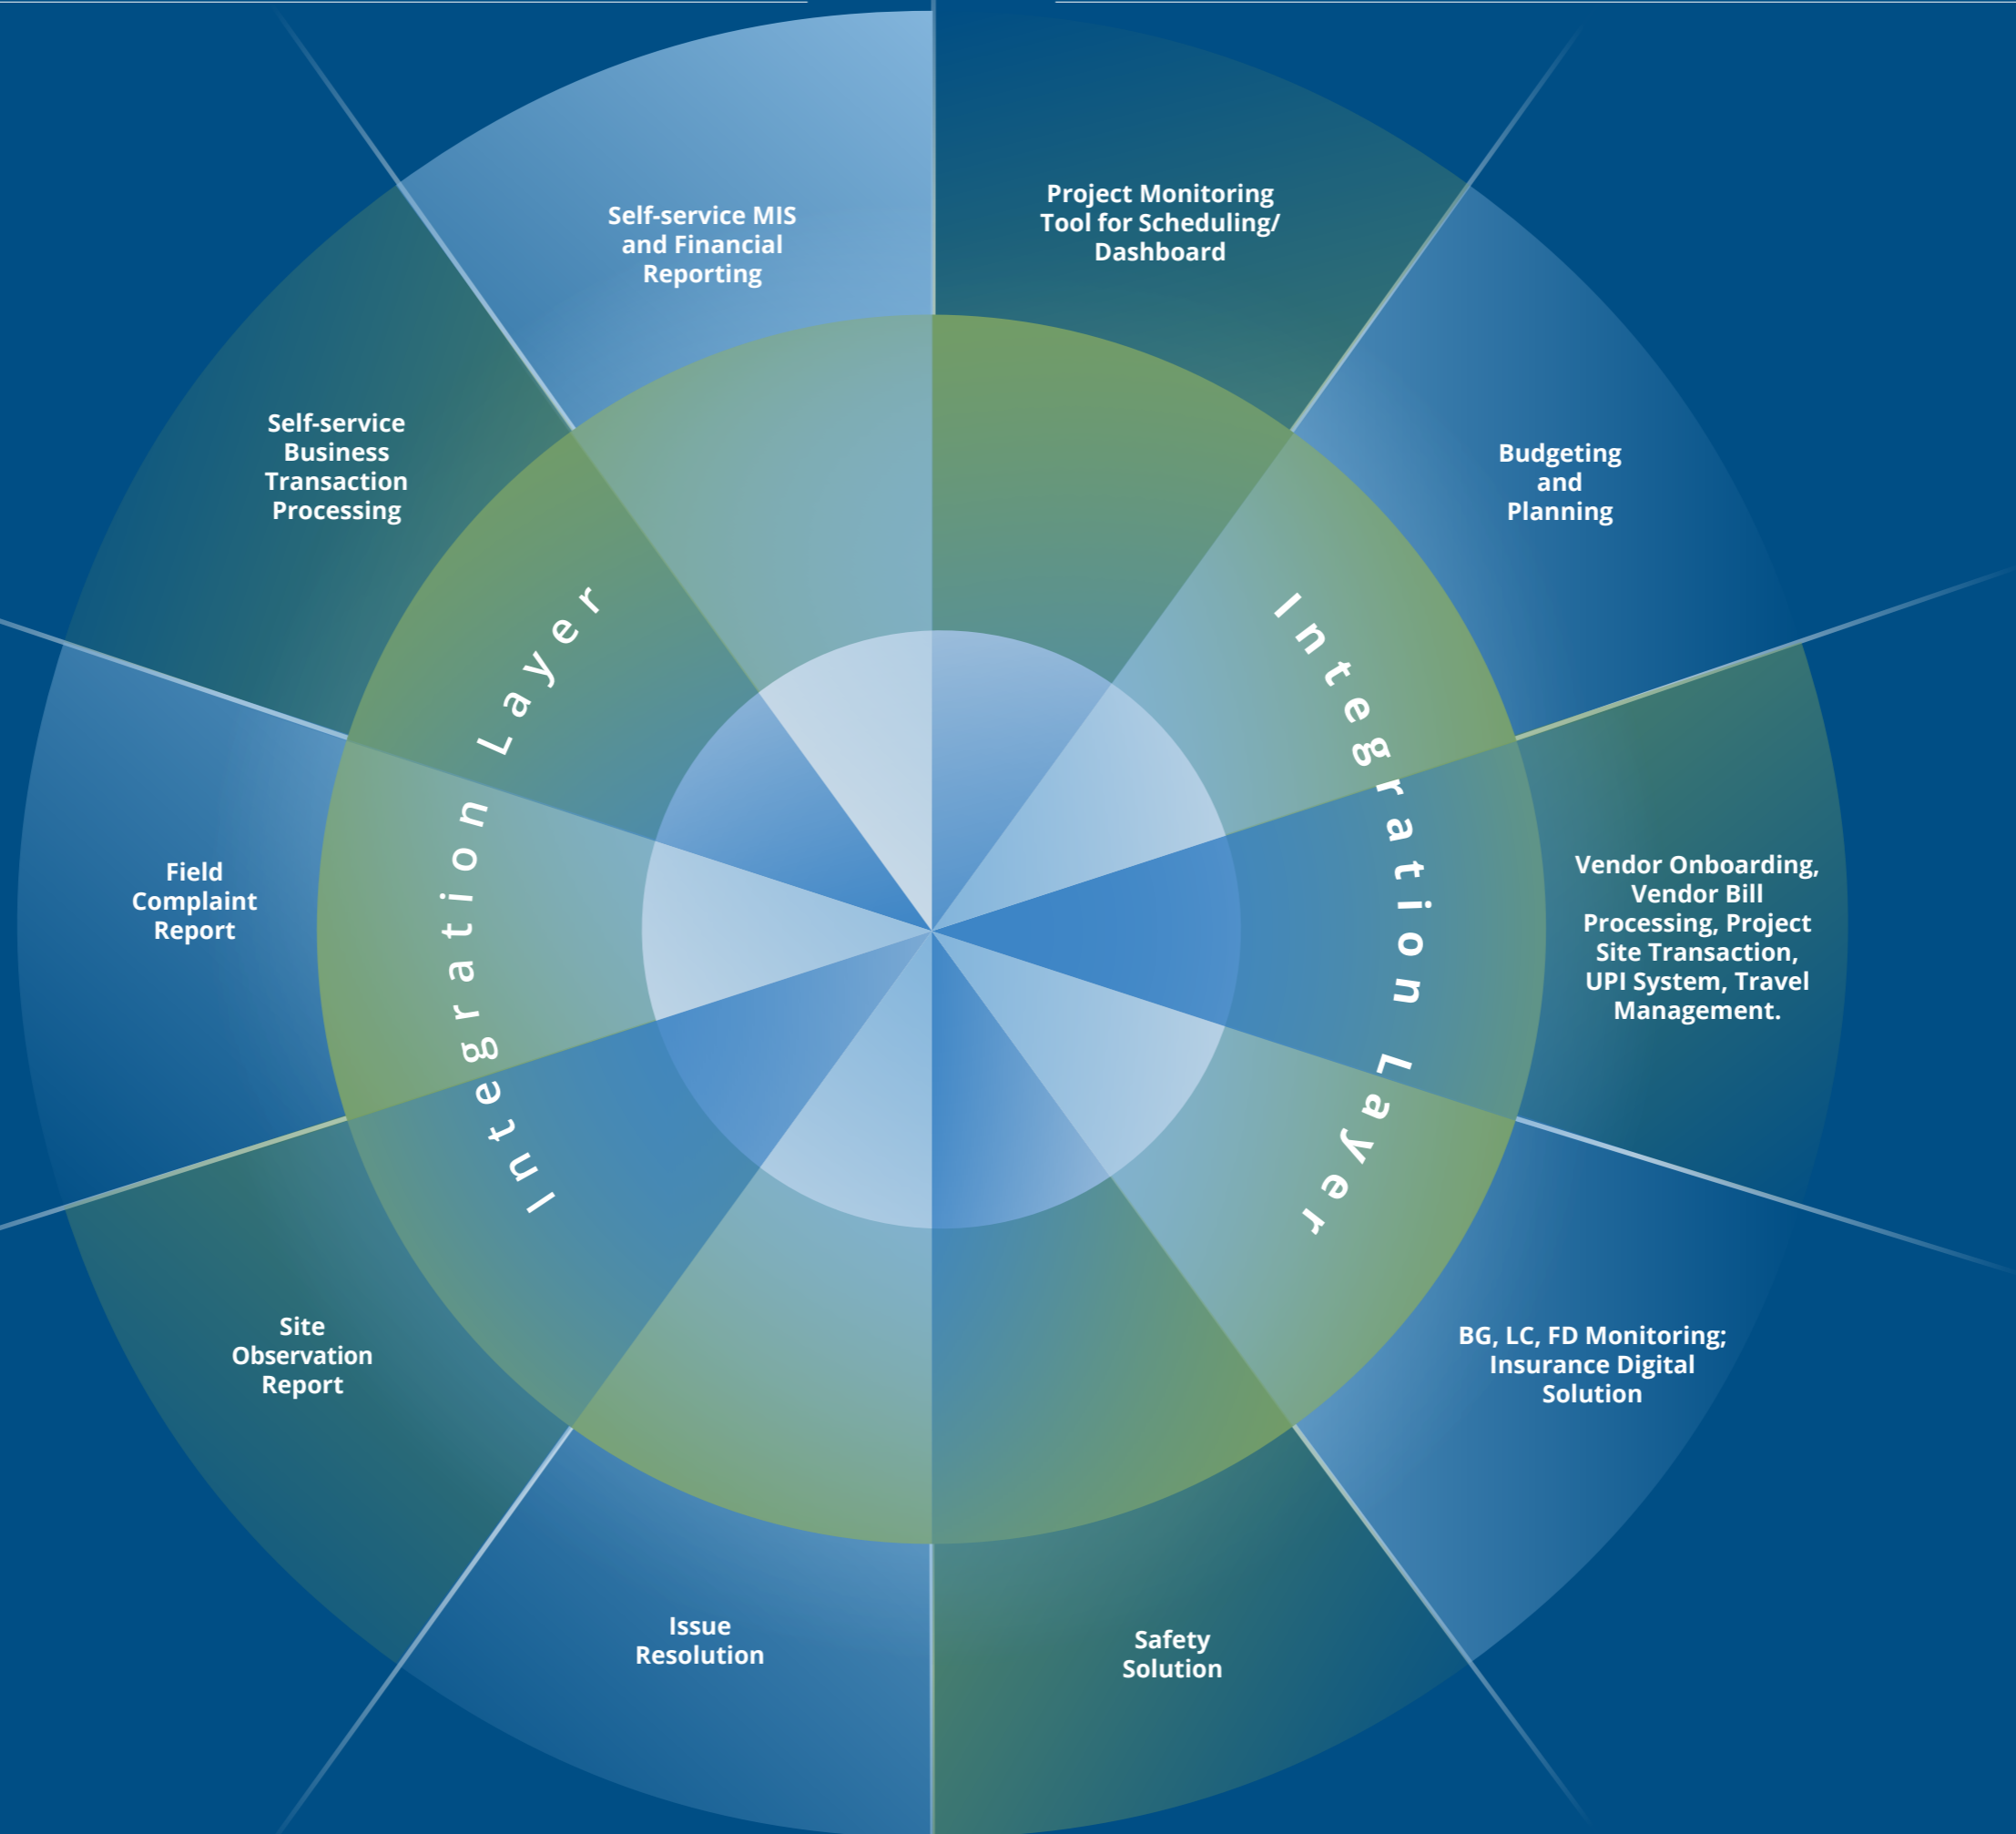 Self-service MIS
and Financial
Reporting
Project Monitoring
Tool for Scheduling/
Dashboard
Self-service
Business
Transaction
Processing
Budgeting
and
Planning
Integration Layer
Integration Layer
Field
Complaint
Report
Vendor Onboarding,
Vendor Bill
Processing, Project
Site Transaction,
UPI System, Travel
Management.
Site
Observation
Report
BG, LC, FD Monitoring;
Insurance Digital
Solution
Issue
Resolution
Safety
Solution